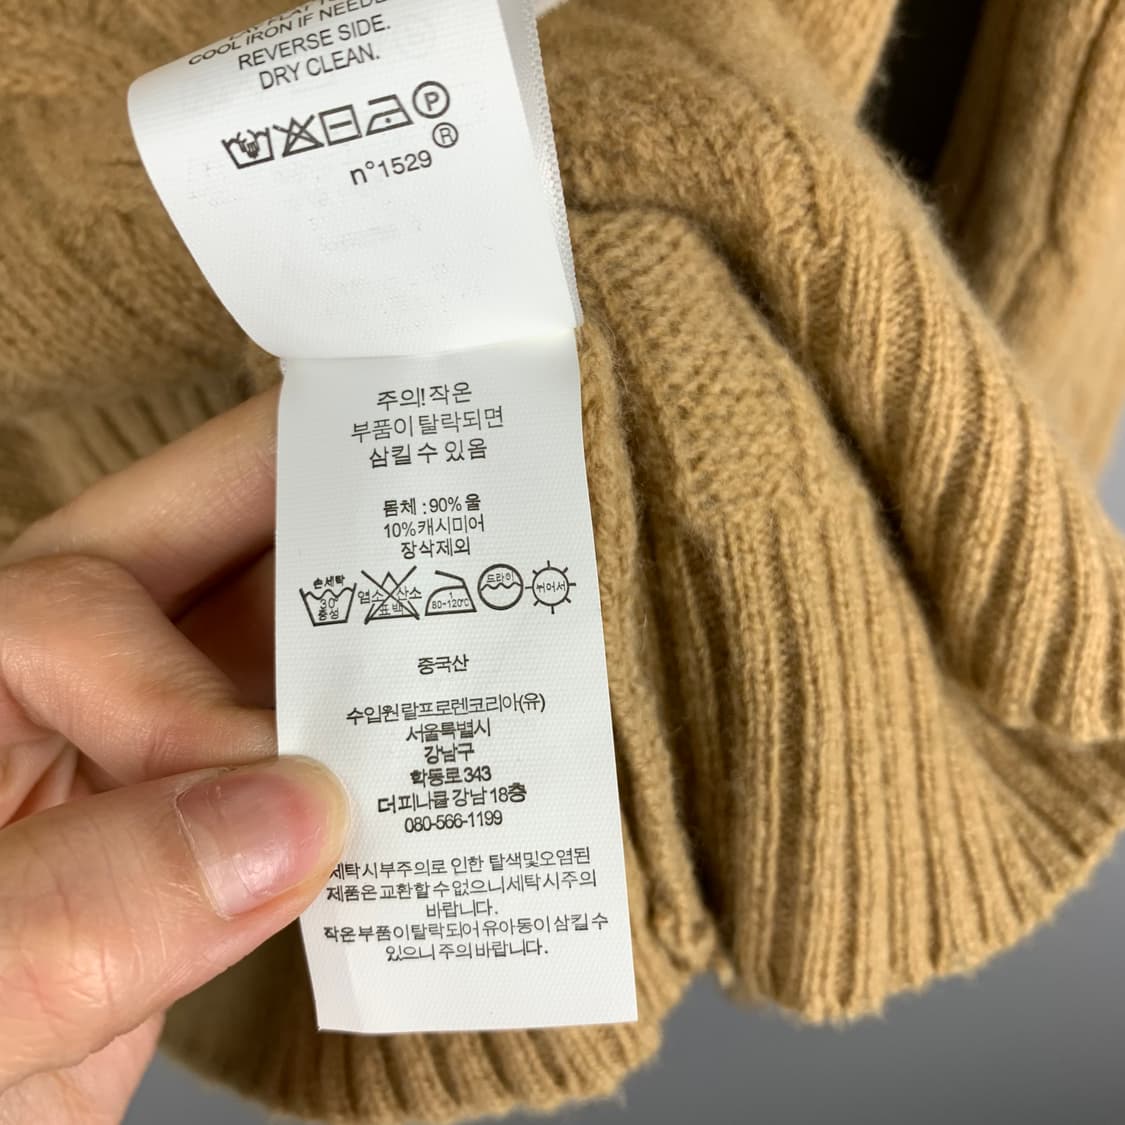 COOL IRON IF NEEDE
REVERSE SIDE.
DRY CLEAN.
P
R
n°1529
주의!작은
부품이탈락되면
삼킬 수 있옴
몸체 : 90% 울
10%캐시미어
장삭제외
손세탁
30
중성
염소 산소
표백
1
80-120℃
드라이
뉘어서
중국산
수입원랄프로렌코리아(유)
서울특별시
강남구
학동로343
더피나클강남18층
080-566-1199
세탁시부주의로 인한 탈색및오염된
제품은교환할수없으니세탁시주의
바랍니다.
작은부품이탈락되어유아동이삼킬 수
있으니주의바랍니다.